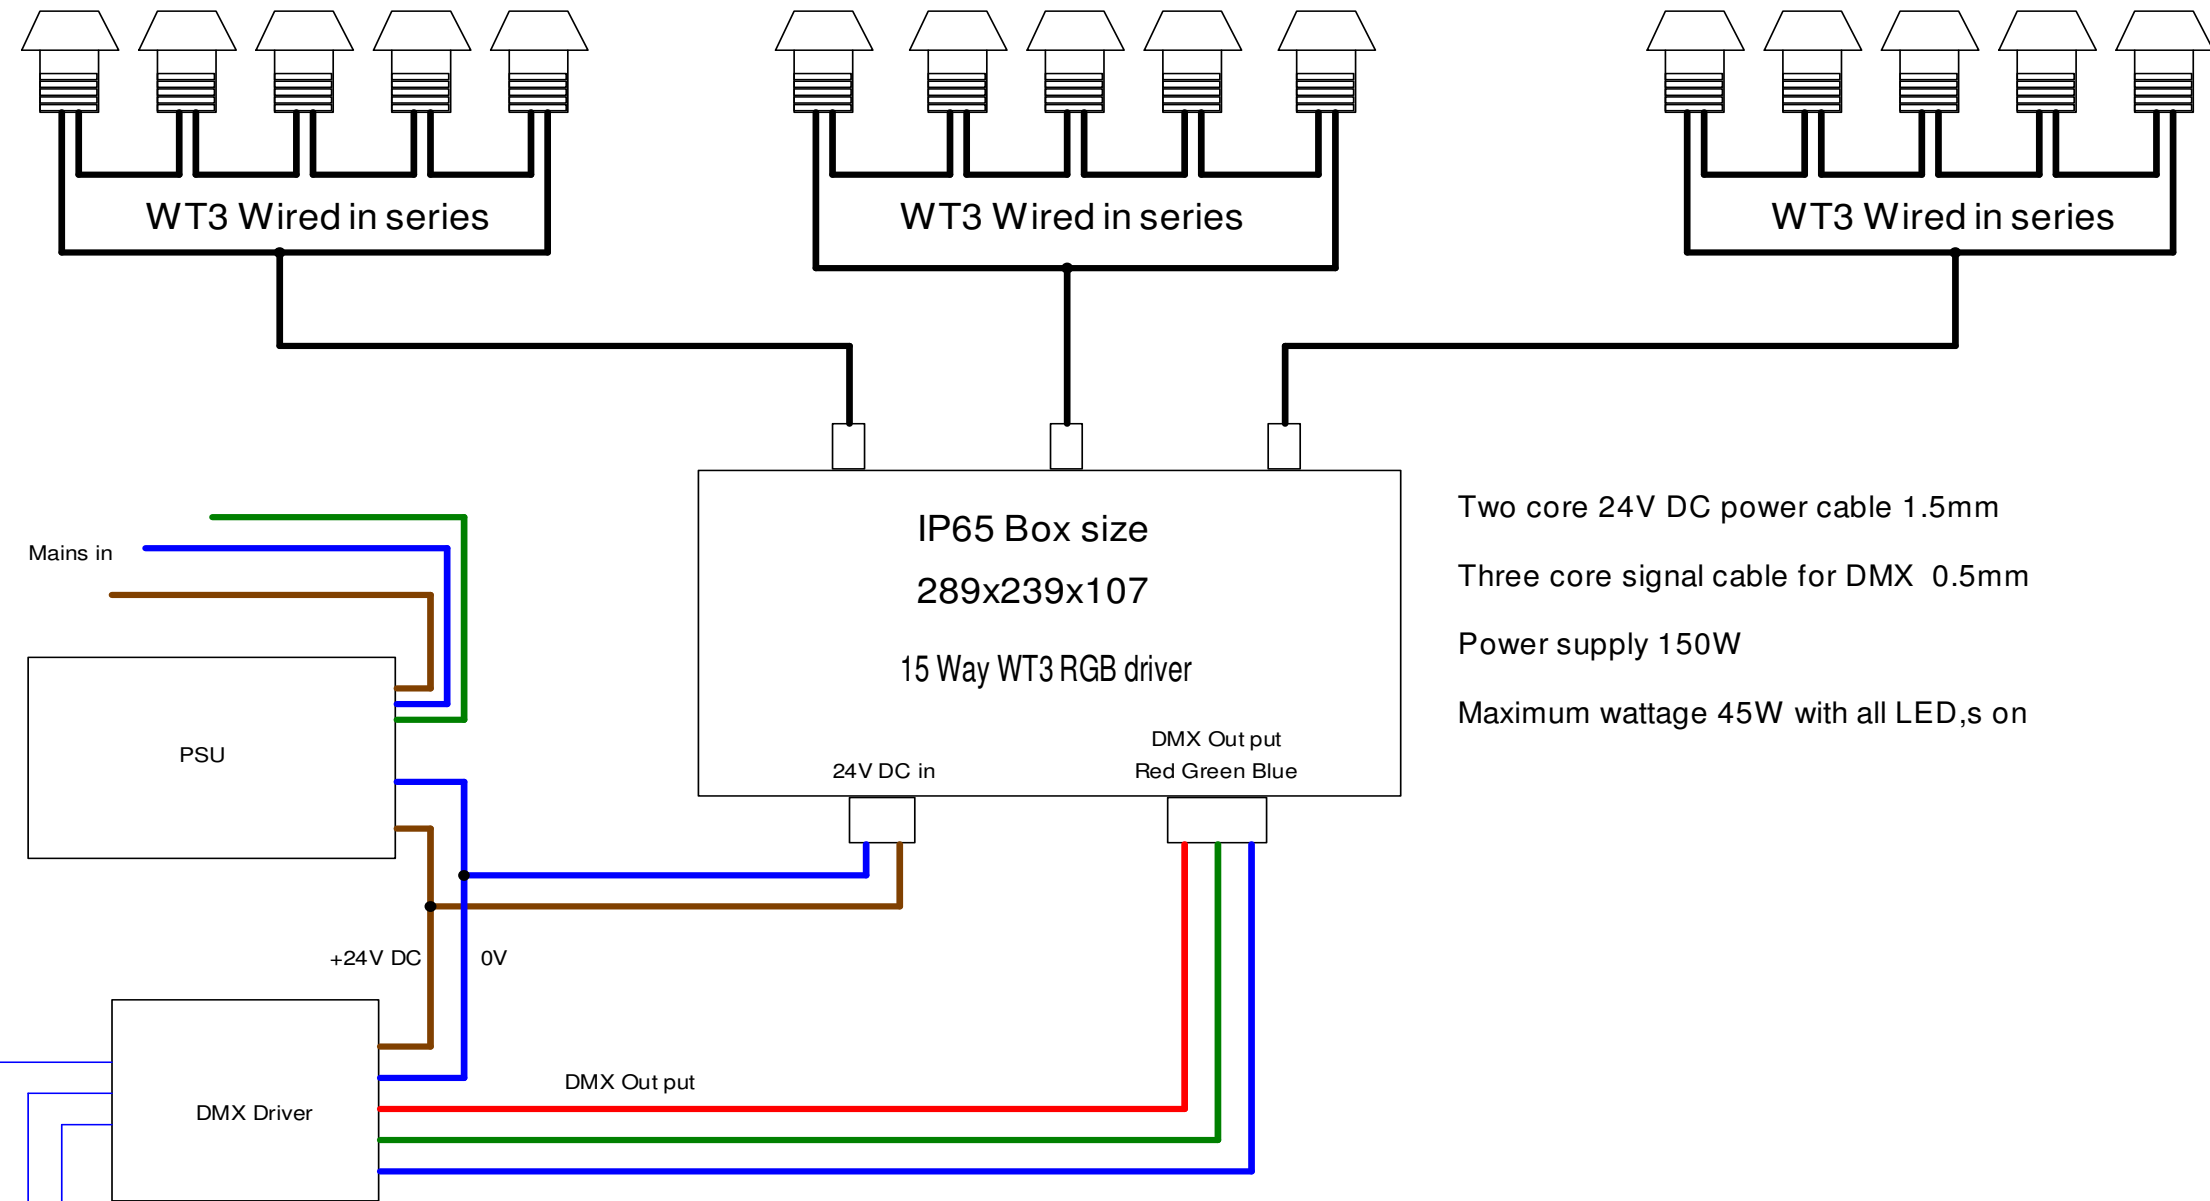 WT3 Wired in series
WT3 Wired in series
WT3 Wired in series
Mains in
PSU
IP65 Box size
289x239x107
15 Way WT3 RGB driver
24V DC in
DMX Out put
Red Green Blue
Two core 24V DC power cable 1.5mm
Three core signal cable for DMX 0.5mm
Power supply 150W
Maximum wattage 45W with all LED,s on
+24V DC
0V
DMX Out put
DMX Driver